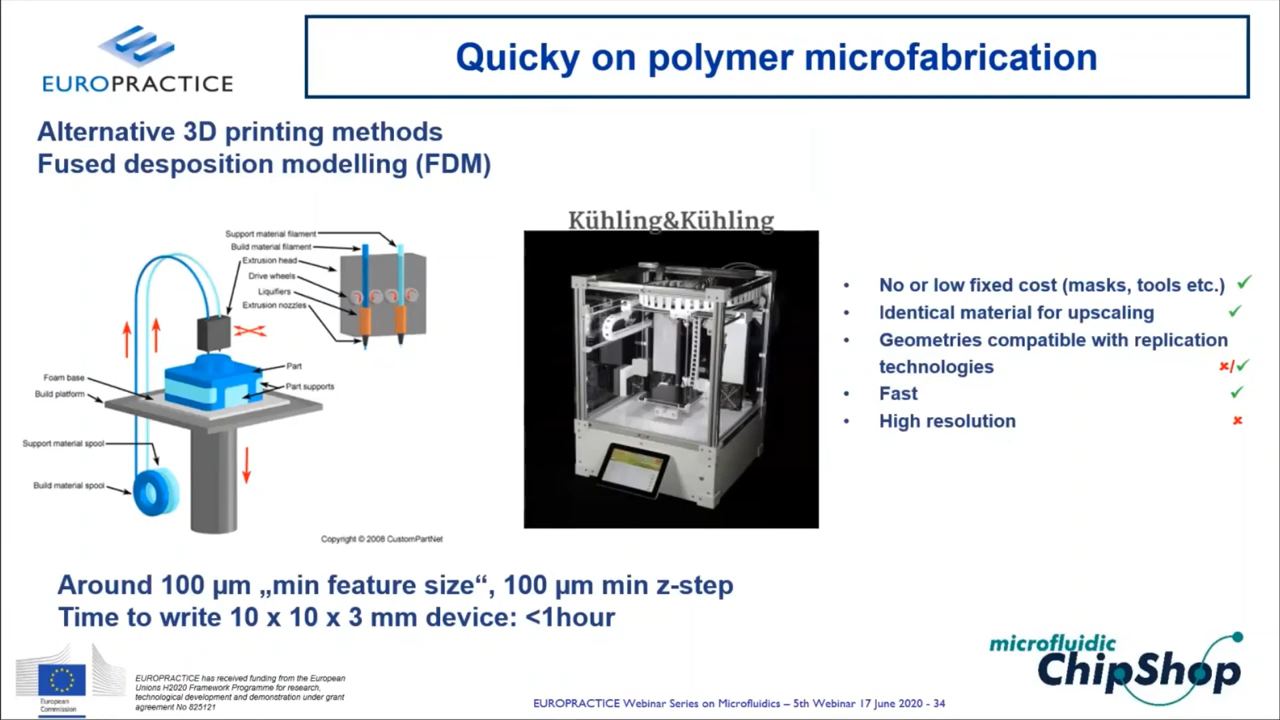 EUROPRACTICE
Quicky on polymer microfabrication
Alternative 3D printing methods
Fused desposition modelling (FDM)
Support material filament
Build material filament
Extrusion head
Drive wheels
Liquifiers
Extrusion nozzles
Part
Part supports
Foam base
Build platform
Support material spool
Build material spool
Copyright © 2008 CustomPartNet
Kühling&Kühling
• No or low fixed cost (masks, tools etc.) ✓
• Identical material for upscaling ✓
• Geometries compatible with replication
technologies ✘/✓
• Fast ✓
• High resolution ✘
Around 100 µm „min feature size“, 100 µm min z-step
Time to write 10 x 10 x 3 mm device: <1hour
European
Commission
EUROPRACTICE has received funding from the European
Unions H2020 Framework Programme for research,
technological development and demonstration under grant
agreement No 825121
EUROPRACTICE Webinar Series on Microfluidics – 5th Webinar 17 June 2020 - 34
microfluidic
ChipShop